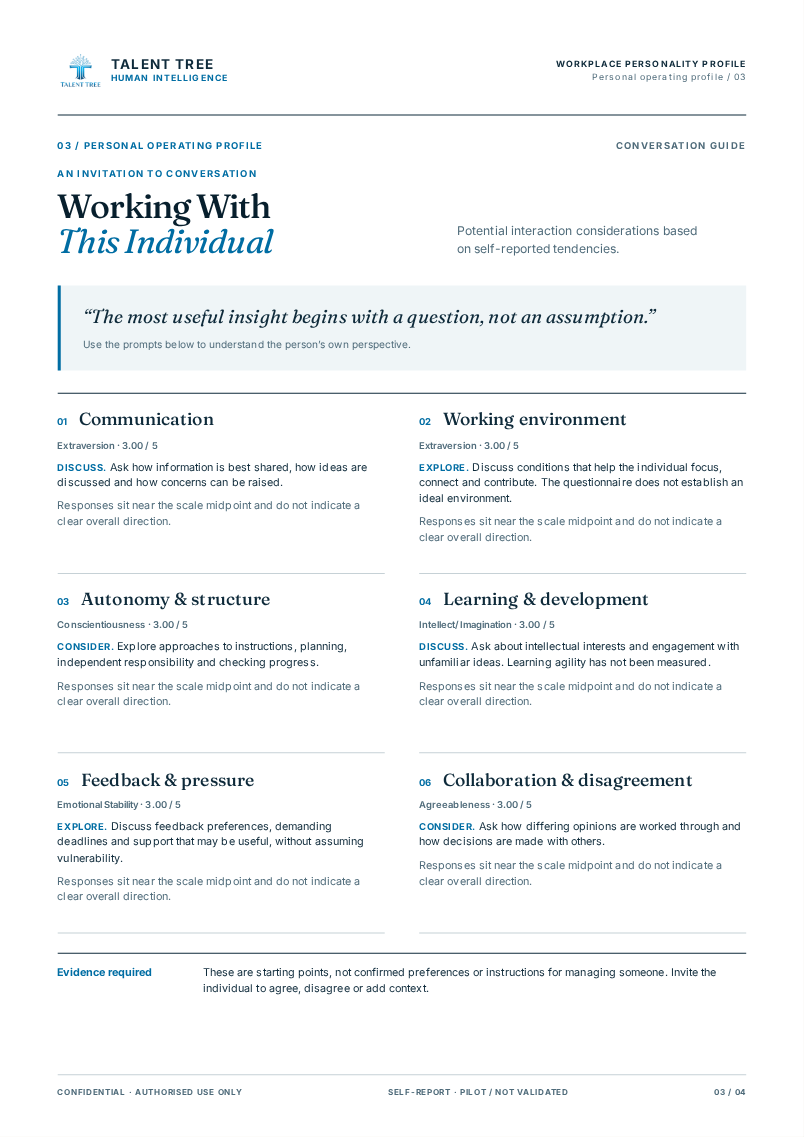 TALENT TREE
TALENT TREE
HUMAN INTELLIGENCE
WORKPLACE PERSONALITY PROFILE
Personal operating profile / 03
03 / PERSONAL OPERATING PROFILE
CONVERSATION GUIDE
AN INVITATION TO CONVERSATION
Working With
This Individual
Potential interaction considerations based
on self-reported tendencies.
“The most useful insight begins with a question, not an assumption.”
Use the prompts below to understand the person’s own perspective.
01 Communication
Extraversion · 3.00 / 5
DISCUSS. Ask how information is best shared, how ideas are
discussed and how concerns can be raised.
Responses sit near the scale midpoint and do not indicate a
clear overall direction.
02 Working environment
Extraversion · 3.00 / 5
EXPLORE. Discuss conditions that help the individual focus,
connect and contribute. The questionnaire does not establish an
ideal environment.
Responses sit near the scale midpoint and do not indicate a
clear overall direction.
03 Autonomy & structure
Conscientiousness · 3.00 / 5
CONSIDER. Explore approaches to instructions, planning,
independent responsibility and checking progress.
Responses sit near the scale midpoint and do not indicate a
clear overall direction.
04 Learning & development
Intellect/Imagination · 3.00 / 5
DISCUSS. Ask about intellectual interests and engagement with
unfamiliar ideas. Learning agility has not been measured.
Responses sit near the scale midpoint and do not indicate a
clear overall direction.
05 Feedback & pressure
Emotional Stability · 3.00 / 5
EXPLORE. Discuss feedback preferences, demanding
deadlines and support that may be useful, without assuming
vulnerability.
Responses sit near the scale midpoint and do not indicate a
clear overall direction.
06 Collaboration & disagreement
Agreeableness · 3.00 / 5
CONSIDER. Ask how differing opinions are worked through and
how decisions are made with others.
Responses sit near the scale midpoint and do not indicate a
clear overall direction.
Evidence required
These are starting points, not confirmed preferences or instructions for managing someone. Invite the
individual to agree, disagree or add context.
CONFIDENTIAL · AUTHORISED USE ONLY
SELF-REPORT · PILOT / NOT VALIDATED
03 / 04